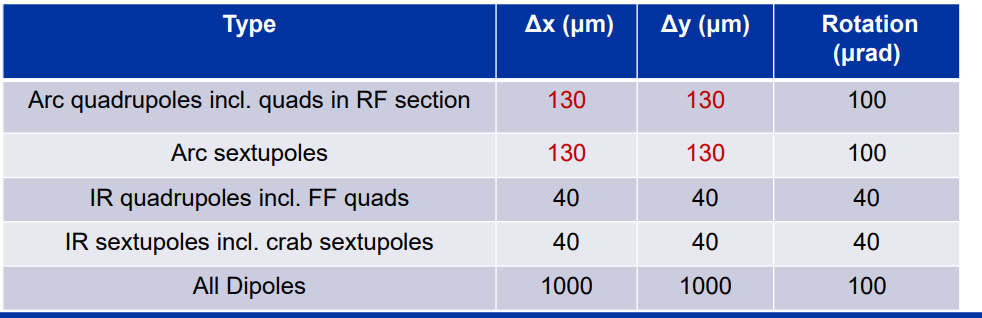 Type Δx (µm) Δy (µm) Rotation
(µrad)
Arc quadrupoles incl. quads in RF section 130 130 100
Arc sextupoles 130 130 100
IR quadrupoles incl. FF quads 40 40 40
IR sextupoles incl. crab sextupoles 40 40 40
All Dipoles 1000 1000 100